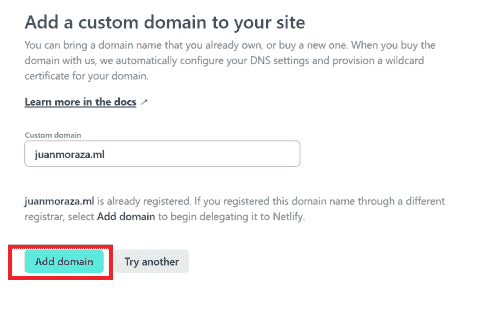 Add a custom domain to your site
You can bring a domain name that you already own, or buy a new one. When you buy the
domain with us, we automatically configure your DNS settings and provision a wildcard
certificate for your domain.
Learn more in the docs ↗
Custom domain
juanmoraza.ml
juanmoraza.ml is already registered. If you registered this domain name through a different
registrar, select Add domain to begin delegating it to Netlify.
Add domain Try another